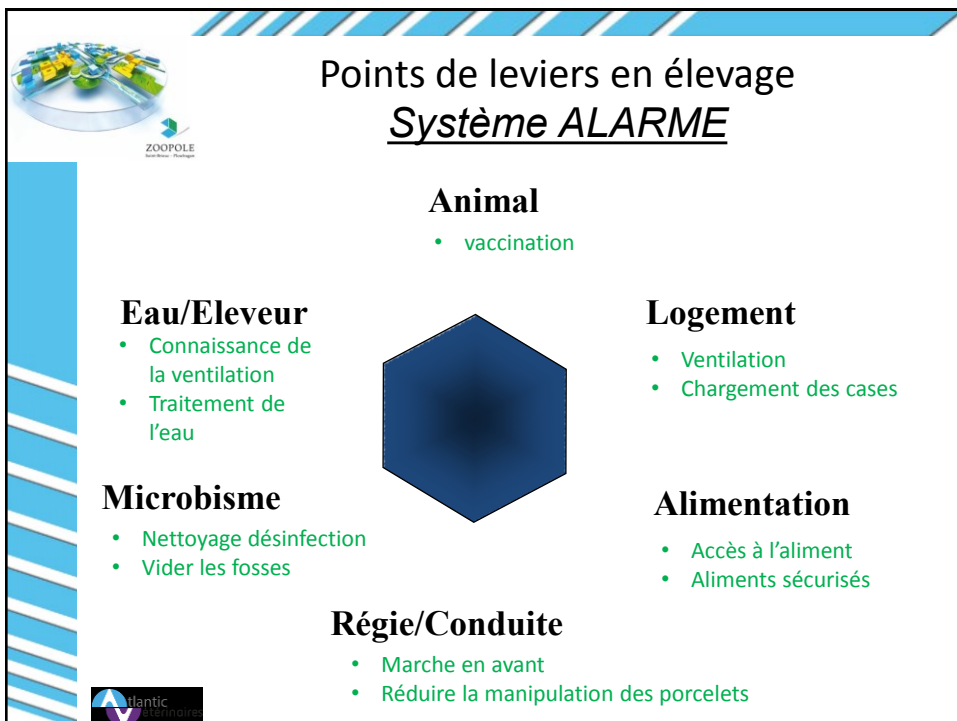 Points de leviers en élevage
Système ALARME
ZOOPOLE
Animal
• vaccination
Eau/Eleveur
• Connaissance de
la ventilation
• Traitement de
l'eau
Logement
• Ventilation
• Chargement des cases
Microbisme
• Nettoyage désinfection
• Vider les fosses
Alimentation
• Accès à l'aliment
• Aliments sécurisés
Régie/Conduite
• Marche en avant
• Réduire la manipulation des porcelets
Atlantic
Vétérinaires